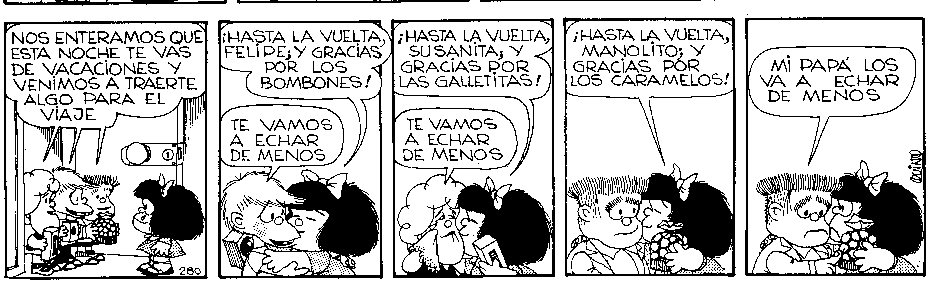 NOS ENTERAMOS QUE
ESTA NOCHE TE VAS
DE VACACIONES Y
VENIMOS A TRAERTE
ALGO PARA EL
VIAJE
280
¡HASTA LA VUELTA,
FELIPE; Y GRACIAS
POR LOS
BOMBONES!
TE VAMOS
A ECHAR
DE MENOS
¡HASTA LA VUELTA,
SUSANITA; Y
GRACIAS POR
LAS GALLETITAS!
TE VAMOS
A ECHAR
DE MENOS
¡HASTA LA VUELTA,
MANOLITO; Y
GRACIAS POR
LOS CARAMELOS!
MI PAPÁ LOS
VA A ECHAR
DE MENOS
QUINO